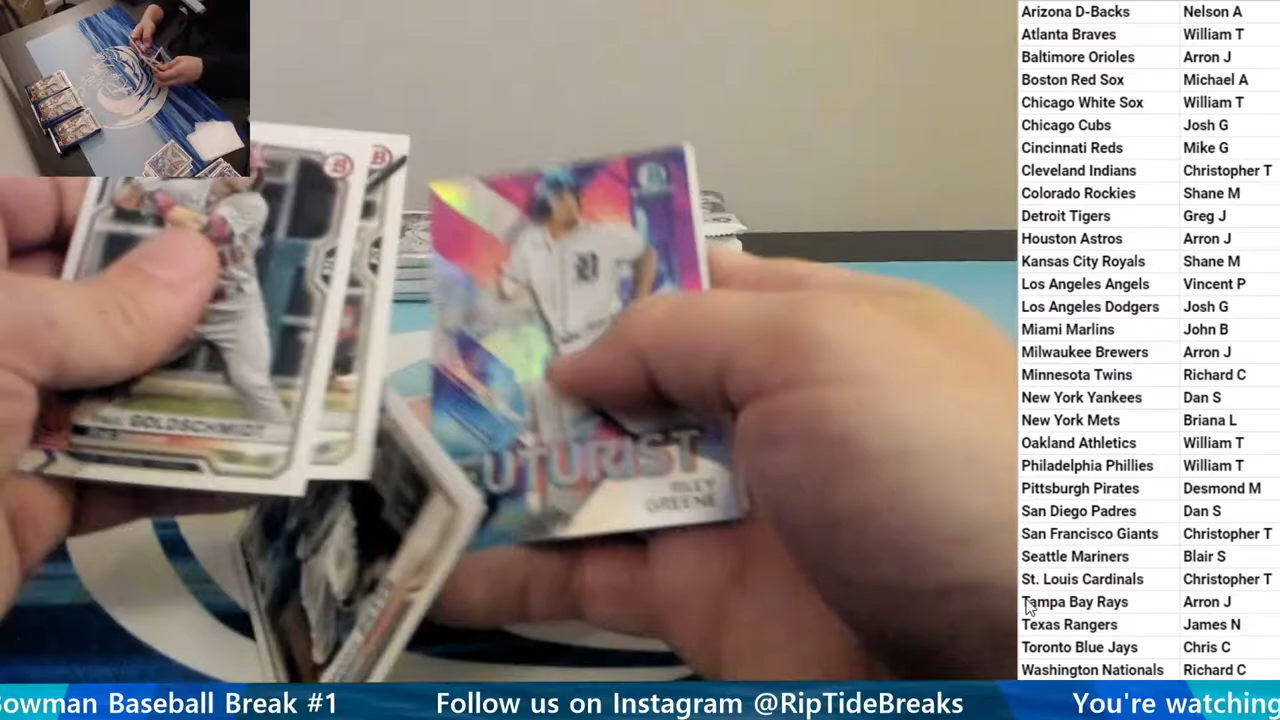 Arizona D-Backs Nelson A
Atlanta Braves William T
Baltimore Orioles Arron J
Boston Red Sox Michael A
Chicago White Sox William T
Chicago Cubs Josh G
Cincinnati Reds Mike G
Cleveland Indians Christopher T
Colorado Rockies Shane M
Detroit Tigers Greg J
Houston Astros Arron J
Kansas City Royals Shane M
Los Angeles Angels Vincent P
Los Angeles Dodgers Josh G
Miami Marlins John B
Milwaukee Brewers Arron J
Minnesota Twins Richard C
New York Yankees Dan S
New York Mets Briana L
Oakland Athletics William T
Philadelphia Phillies William T
Pittsburgh Pirates Desmond M
San Diego Padres Dan S
San Francisco Giants Christopher T
Seattle Mariners Blair S
St. Louis Cardinals Christopher T
Tampa Bay Rays Arron J
Texas Rangers James N
Toronto Blue Jays Chris C
Washington Nationals Richard C
GOLDSCHMIDT
FUTURIST
RILEY
GREENE
Bowman Baseball Break #1 Follow us on Instagram @RipTideBreaks You're watching